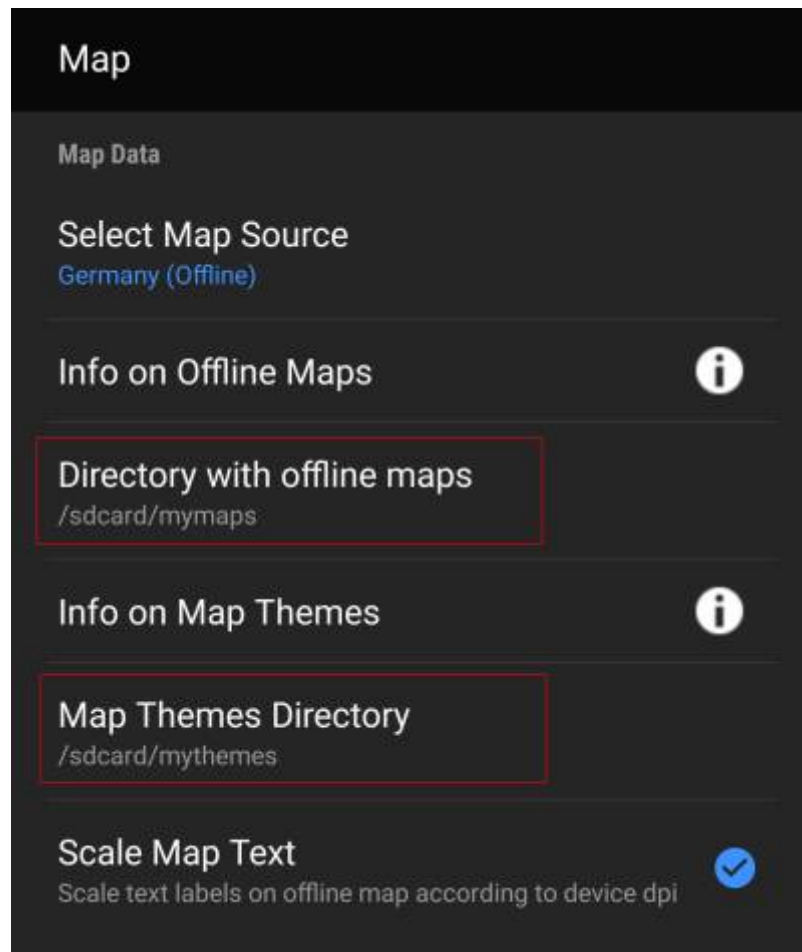 Map
Map Data
Select Map Source
Germany (Offline)
Info on Offline Maps
Directory with offline maps
/sdcard/mymaps
Info on Map Themes
Map Themes Directory
/sdcard/mythemes
Scale Map Text
Scale text labels on offline map according to device dpi